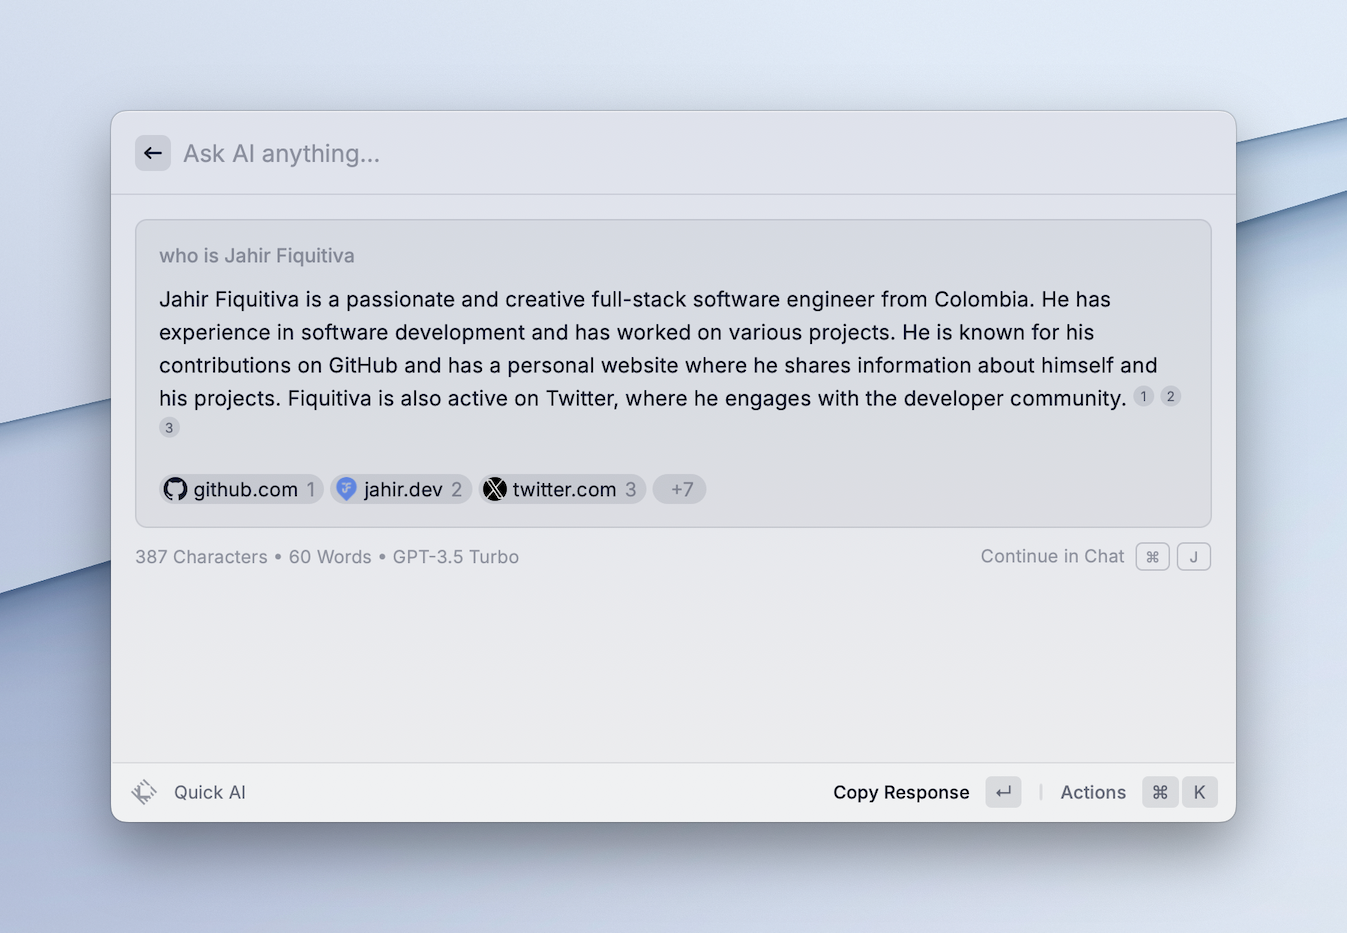 Ask AI anything...
who is Jahir Fiquitiva
Jahir Fiquitiva is a passionate and creative full-stack software engineer from Colombia. He has
experience in software development and has worked on various projects. He is known for his
contributions on GitHub and has a personal website where he shares information about himself and
his projects. Fiquitiva is also active on Twitter, where he engages with the developer community. 1 2
3
github.com 1 jahir.dev 2 twitter.com 3 +7
387 Characters • 60 Words • GPT-3.5 Turbo Continue in Chat ⌘ J
Quick AI Copy Response ↵ Actions ⌘ K